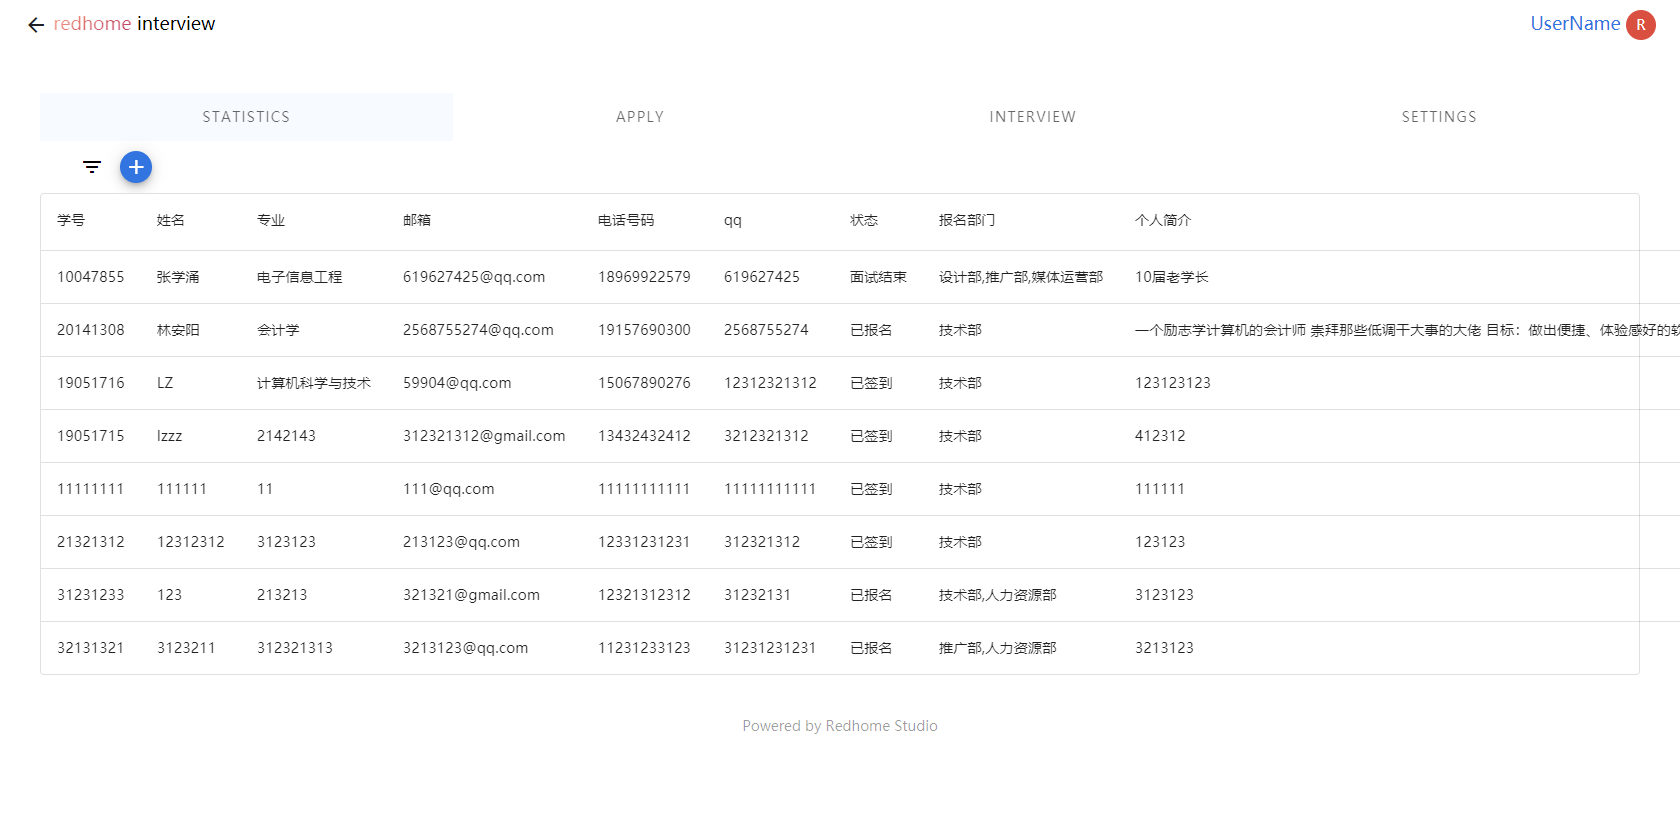 redhome interview UserName R
STATISTICS APPLY INTERVIEW SETTINGS
学号 姓名 专业 邮箱 电话号码 qq 状态 报名部门 个人简介
10047855 张学涌 电子信息工程 619627425@qq.com 18969922579 619627425 面试结束 设计部,推广部,媒体运营部 10届老学长
20141308 林安阳 会计学 2568755274@qq.com 19157690300 2568755274 已报名 技术部 一个励志学计算机的会计师 崇拜那些低调干大事的大佬 目标：做出便捷、体验感好的软
19051716 LZ 计算机科学与技术 59904@qq.com 15067890276 12312321312 已签到 技术部 123123123
19051715 lzzz 2142143 312321312@gmail.com 13432432412 3212321312 已签到 技术部 412312
11111111 111111 11 111@qq.com 11111111111 11111111111 已签到 技术部 111111
21321312 12312312 3123123 213123@qq.com 12331231231 312321312 已签到 技术部 123123
31231233 123 213213 321321@gmail.com 12321312312 31232131 已报名 技术部,人力资源部 3123123
32131321 3123211 312321313 3213123@qq.com 11231233123 31231231231 已报名 推广部,人力资源部 3213123
Powered by Redhome Studio